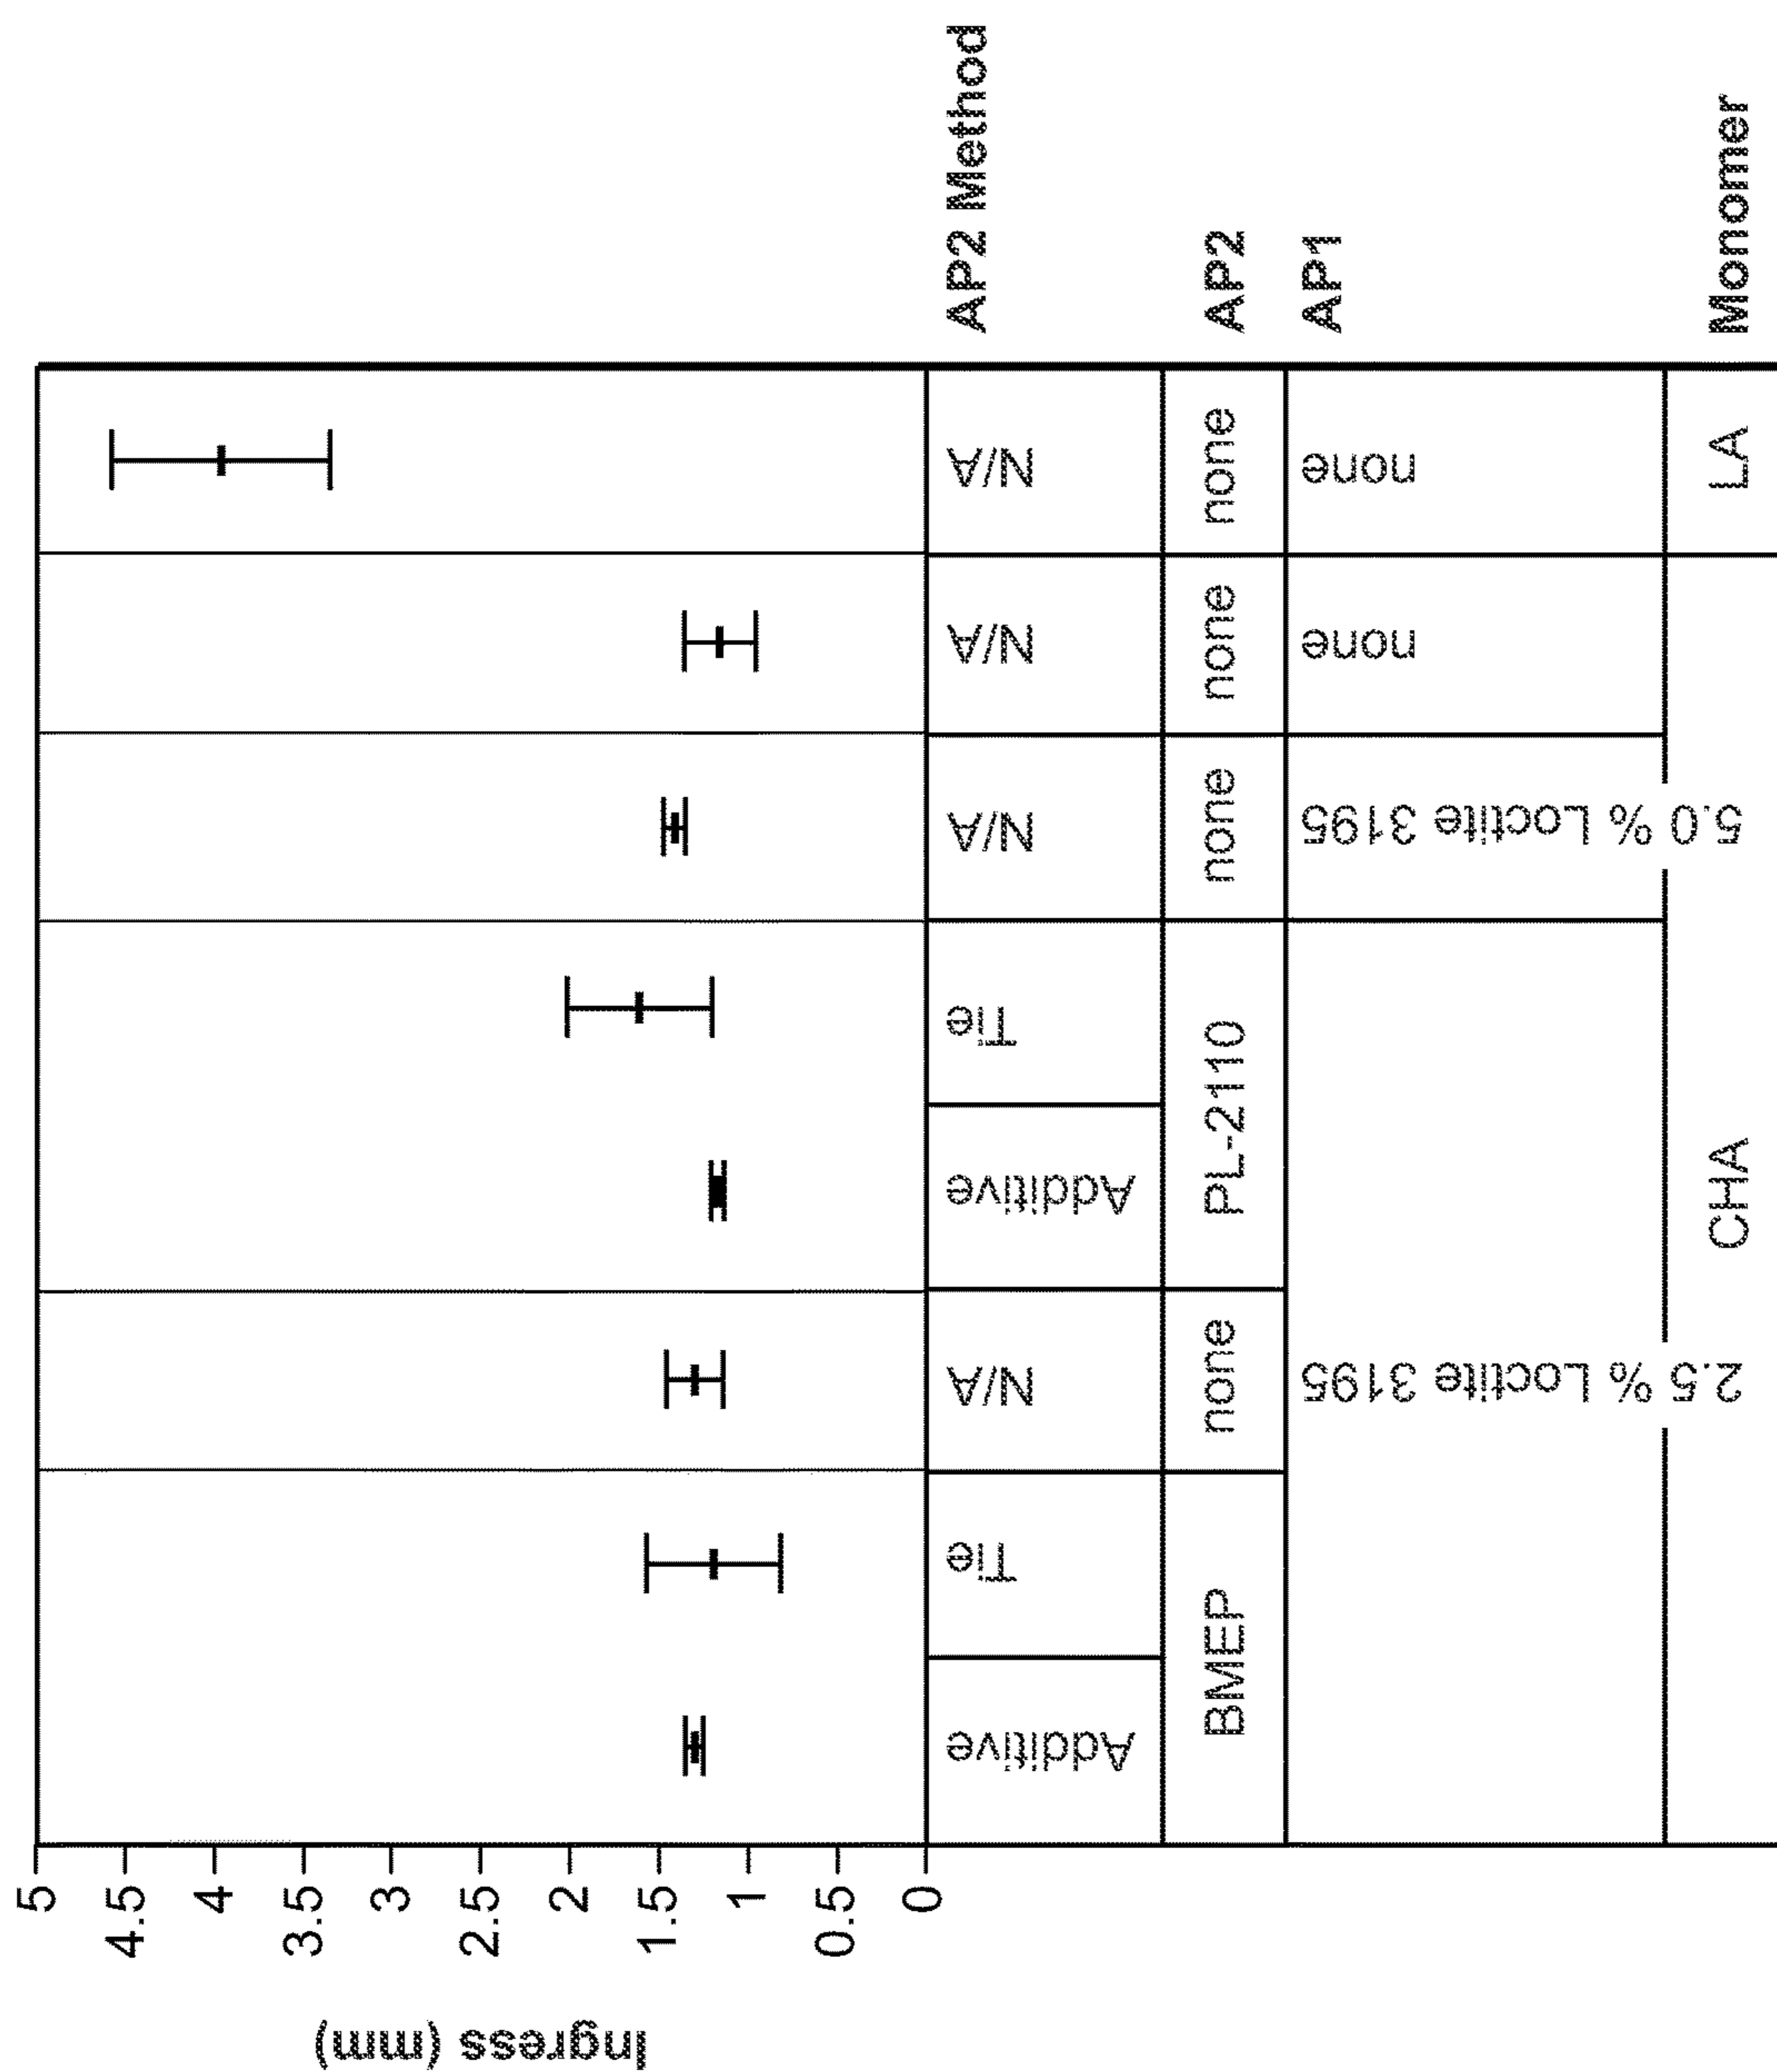 Ingress (mm)
5
4.5
4
3.5
3
2.5
2
1.5
1
0.5
0
Additive
Tie
N/A
Additive
Tie
N/A
N/A
N/A
AP2 Method
BMEP
none
PL-2110
none
none
none
AP2
2.5 % Loctite 3195
5.0 % Loctite 3195
none
none
AP1
CHA
LA
Monomer